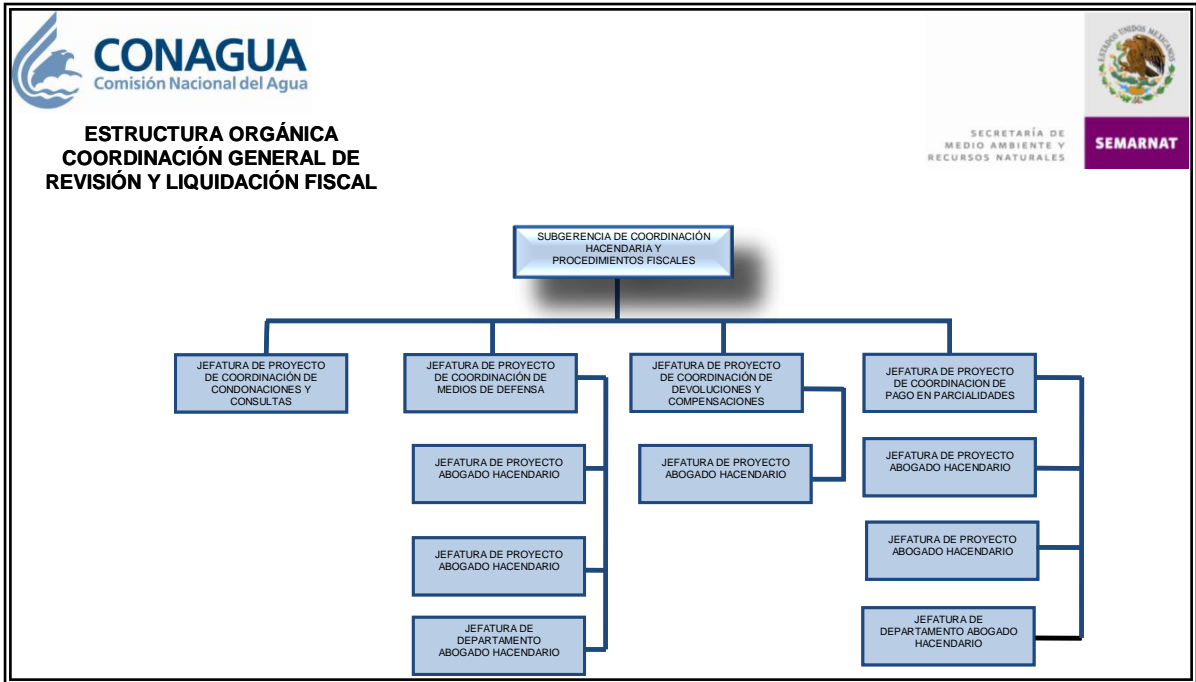 CONAGUA
Comisión Nacional del Agua
ESTRUCTURA ORGÁNICA
COORDINACIÓN GENERAL DE
REVISIÓN Y LIQUIDACIÓN FISCAL
ESTADOS UNIDOS MEXICANOS
SECRETARÍA DE
MEDIO AMBIENTE Y
RECURSOS NATURALES
SEMARNAT
SUBGERENCIA DE COORDINACIÓN
HACENDARIA Y
PROCEDIMIENTOS FISCALES
JEFATURA DE PROYECTO
DE COORDINACIÓN DE
CONDONACIONES Y
CONSULTAS
JEFATURA DE PROYECTO
DE COORDINACIÓN DE
MEDIOS DE DEFENSA
JEFATURA DE PROYECTO
ABOGADO HACENDARIO
JEFATURA DE PROYECTO
ABOGADO HACENDARIO
JEFATURA DE
DEPARTAMENTO
ABOGADO HACENDARIO
JEFATURA DE PROYECTO
DE COORDINACIÓN DE
DEVOLUCIONES Y
COMPENSACIONES
JEFATURA DE PROYECTO
ABOGADO HACENDARIO
JEFATURA DE PROYECTO
DE COORDINACION DE
PAGO EN PARCIALIDADES
JEFATURA DE PROYECTO
ABOGADO HACENDARIO
JEFATURA DE PROYECTO
ABOGADO HACENDARIO
JEFATURA DE
DEPARTAMENTO ABOGADO
HACENDARIO